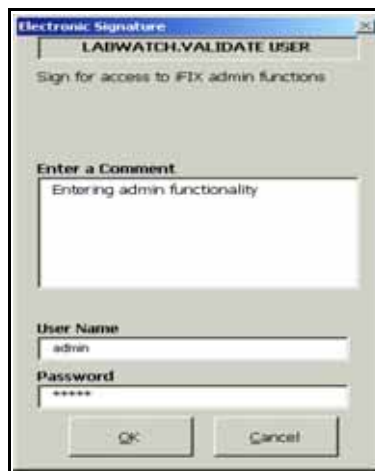 Electronic Signature
LABWATCH.VALIDATE USER
Sign for access to iFIX admin functions
Enter a Comment
Entering admin functionality
User Name
admin
Password
*****
OK
Cancel